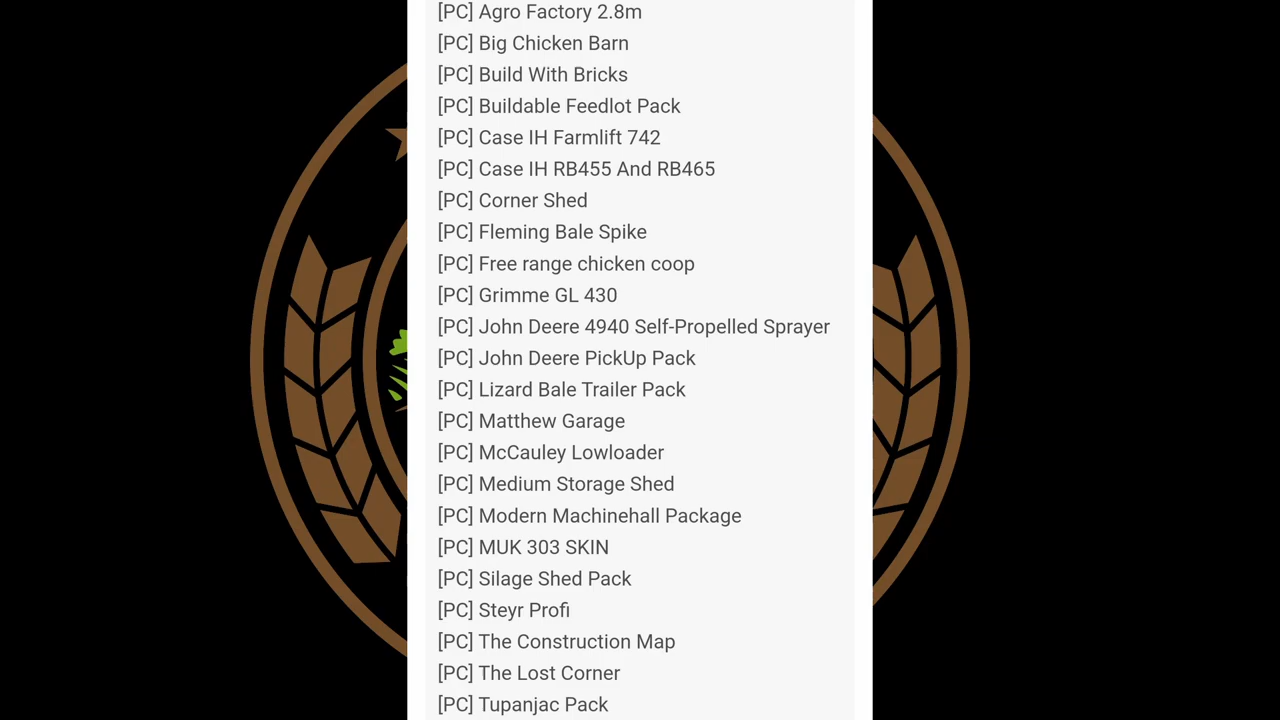 [PC] Agro Factory 2.8m
[PC] Big Chicken Barn
[PC] Build With Bricks
[PC] Buildable Feedlot Pack
[PC] Case IH Farmlift 742
[PC] Case IH RB455 And RB465
[PC] Corner Shed
[PC] Fleming Bale Spike
[PC] Free range chicken coop
[PC] Grimme GL 430
[PC] John Deere 4940 Self-Propelled Sprayer
[PC] John Deere PickUp Pack
[PC] Lizard Bale Trailer Pack
[PC] Matthew Garage
[PC] McCauley Lowloader
[PC] Medium Storage Shed
[PC] Modern Machinehall Package
[PC] MUK 303 SKIN
[PC] Silage Shed Pack
[PC] Steyr Profi
[PC] The Construction Map
[PC] The Lost Corner
[PC] Tupanjac Pack